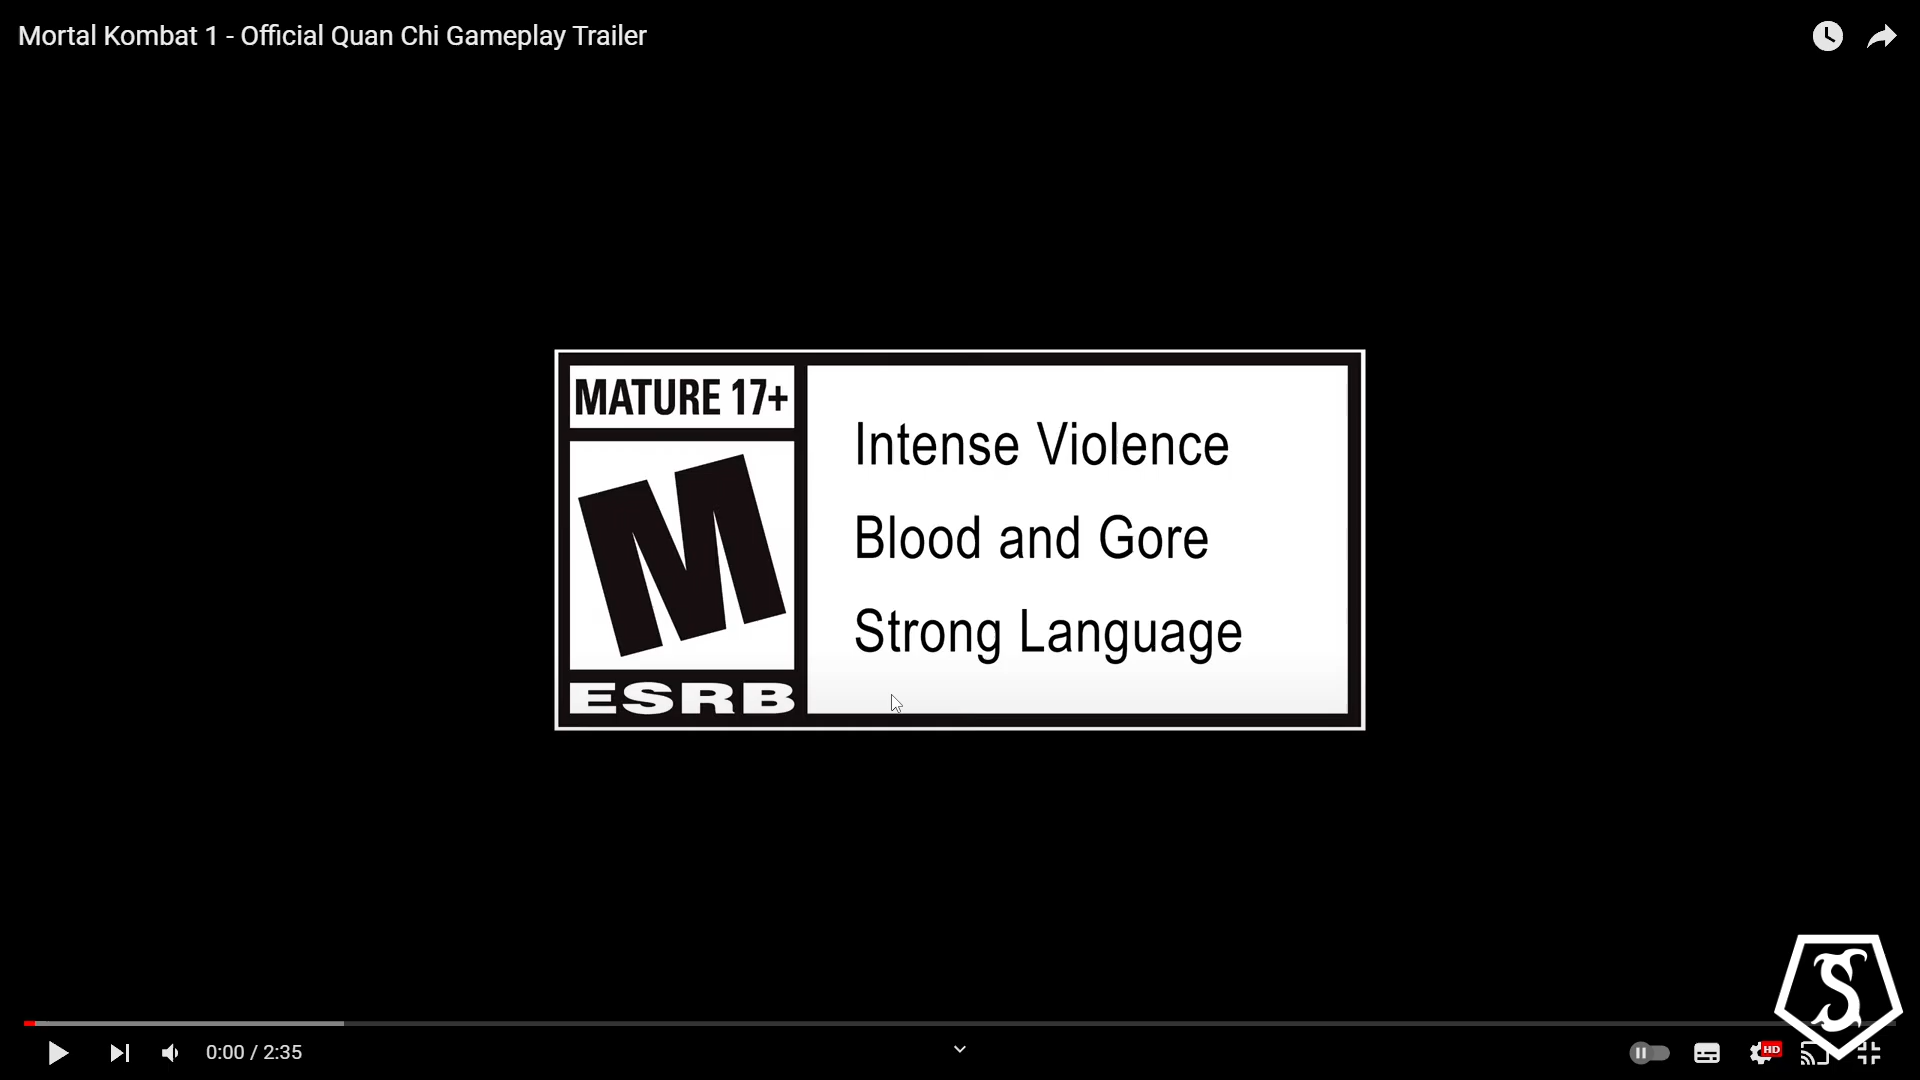 Mortal Kombat 1 - Official Quan Chi Gameplay Trailer
MATURE 17+
M
ESRB
Intense Violence
Blood and Gore
Strong Language
0:00 / 2:35
HD
S